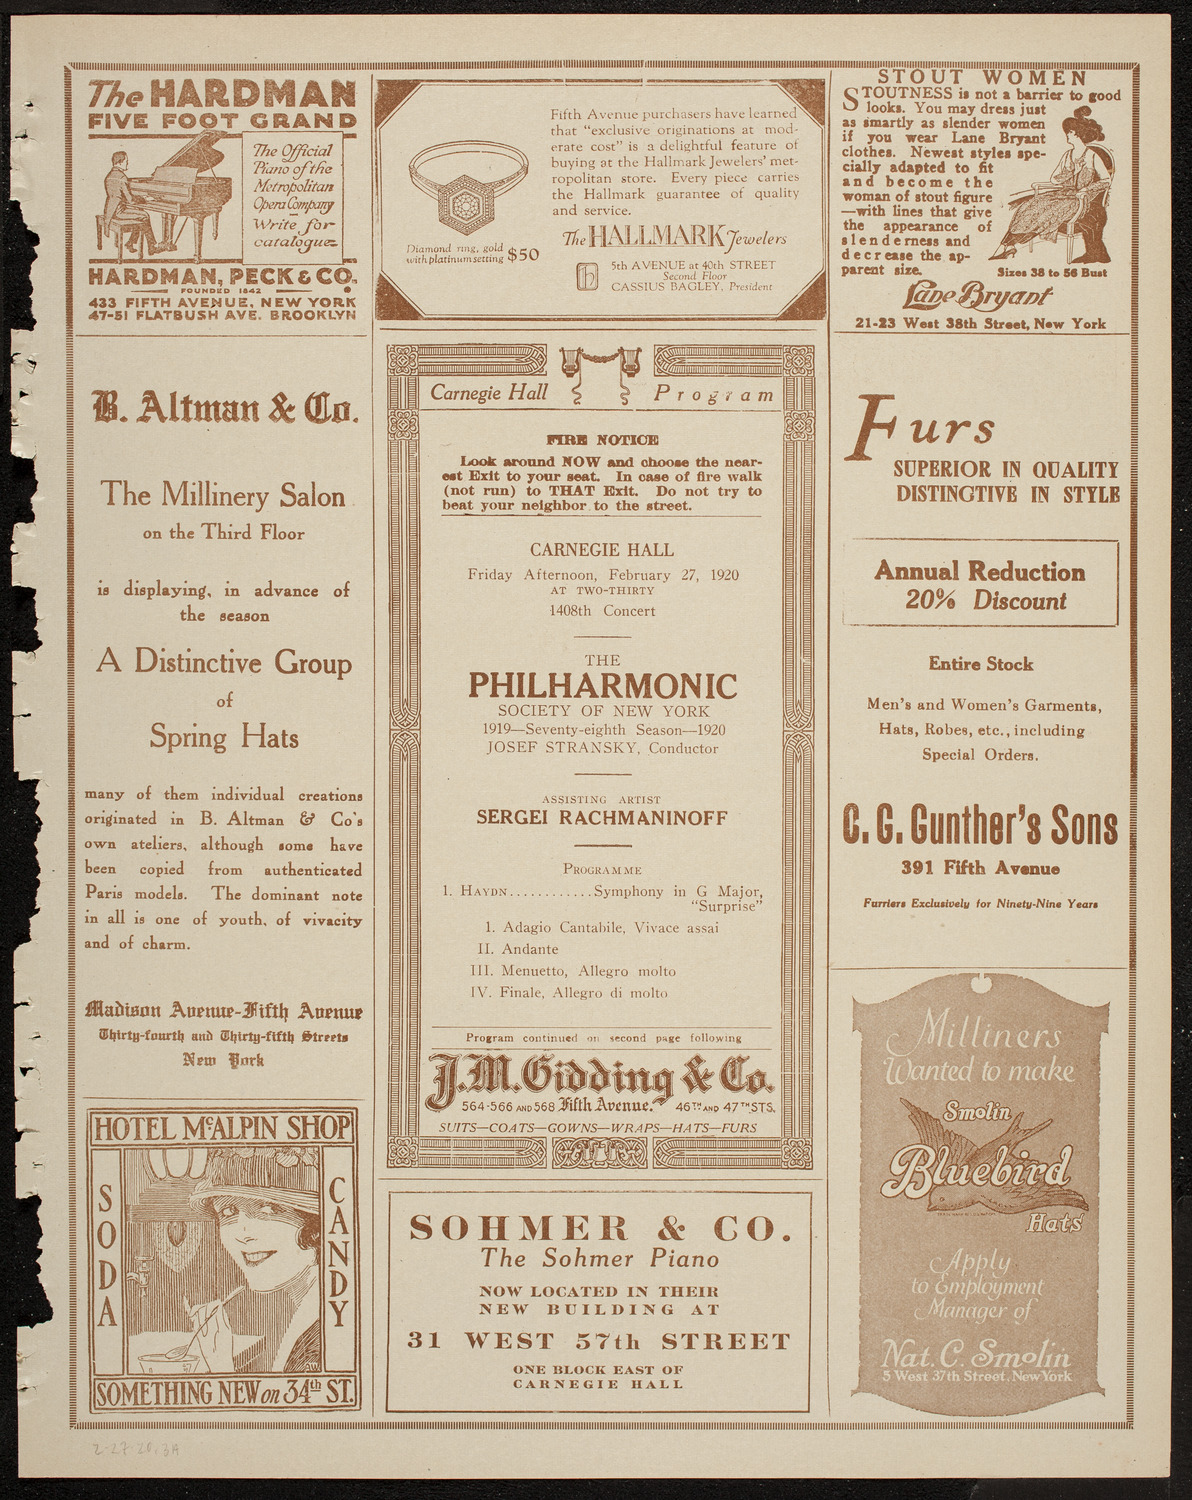 The HARDMAN
FIVE FOOT GRAND
The Official
Piano of the
Metropolitan
Opera Company
Write for
catalogue
HARDMAN, PECK & CO.
FOUNDED 1842
433 FIFTH AVENUE, NEW YORK
47-51 FLATBUSH AVE. BROOKLYN
B. Altman & Co.
The Millinery Salon
on the Third Floor
is displaying, in advance of
the season
A Distinctive Group
of
Spring Hats
many of them individual creations
originated in B. Altman & Co's
own ateliers, although some have
been copied from authenticated
Paris models. The dominant note
in all is one of youth, of vivacity
and of charm.
Madison Avenue-Fifth Avenue
Thirty-fourth and Thirty-fifth Streets
New York
HOTEL McALPIN SHOP
SODA
CANDY
SOMETHING NEW on 34th ST.
Fifth Avenue purchasers have learned
that "exclusive originations at mod-
erate cost" is a delightful feature of
buying at the Hallmark Jewelers' met-
ropolitan store. Every piece carries
the Hallmark guarantee of quality
and service.
Diamond ring, gold
with platinum setting $50
The HALLMARK Jewelers
h
5th AVENUE at 40th STREET
Second Floor
CASSIUS BAGLEY, President
Carnegie Hall Program
FIRE NOTICE
Look around NOW and choose the near-
est Exit to your seat. In case of fire walk
(not run) to THAT Exit. Do not try to
beat your neighbor to the street.
CARNEGIE HALL
Friday Afternoon, February 27, 1920
AT TWO-THIRTY
1408th Concert
THE
PHILHARMONIC
SOCIETY OF NEW YORK
1919—Seventy-eighth Season—1920
JOSEF STRANSKY, Conductor
ASSISTING ARTIST
SERGEI RACHMANINOFF
PROGRAMME
1. HAYDN............Symphony in G Major,
"Surprise"
I. Adagio Cantabile, Vivace assai
II. Andante
III. Menuetto, Allegro molto
IV. Finale, Allegro di molto
Program continued on second page following
J.M. Gidding & Co.
564-566 AND 568 Fifth Avenue. 46TH AND 47TH STS.
SUITS—COATS—GOWNS—WRAPS—HATS—FURS
SOHMER & CO.
The Sohmer Piano
NOW LOCATED IN THEIR
NEW BUILDING AT
31 WEST 57th STREET
ONE BLOCK EAST OF
CARNEGIE HALL
STOUT WOMEN
STOUTNESS is not a barrier to good
looks. You may dress just
as smartly as slender women
if you wear Lane Bryant
clothes. Newest styles spe-
cially adapted to fit
and become the
woman of stout figure
—with lines that give
the appearance of
slenderness and
decrease the ap-
parent size.
Sizes 38 to 56 Bust
Lane Bryant
21-23 West 38th Street, New York
Furs
SUPERIOR IN QUALITY
DISTINCTIVE IN STYLE
Annual Reduction
20% Discount
Entire Stock
Men's and Women's Garments,
Hats, Robes, etc., including
Special Orders.
C. G. Gunther's Sons
391 Fifth Avenue
Furriers Exclusively for Ninety-Nine Years
Milliners
Wanted to make
Smolin
Bluebird
Hats
Apply
to Employment
Manager of
Nat. C. Smolin
5 West 37th Street, New York
2-27-20.3A